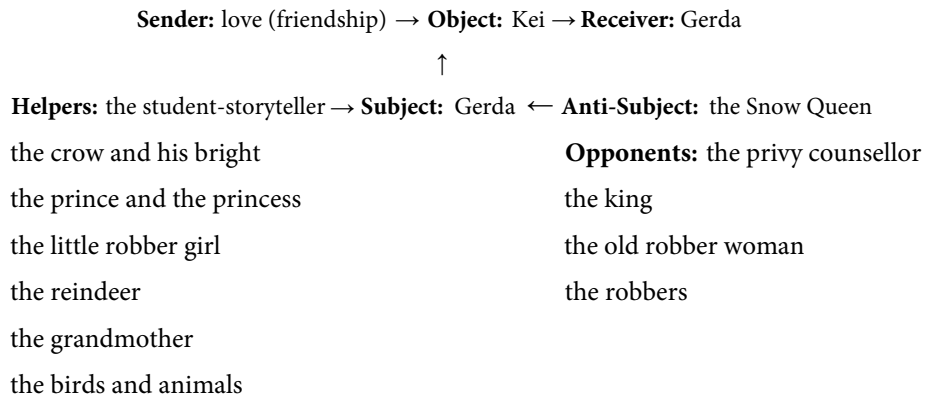 Sender: love (friendship) → Object: Kei → Receiver: Gerda
↑
Helpers: the student-storyteller → Subject: Gerda ← Anti-Subject: the Snow Queen
the crow and his bright Opponents: the privy counsellor
the prince and the princess the king
the little robber girl the old robber woman
the reindeer the robbers
the grandmother
the birds and animals